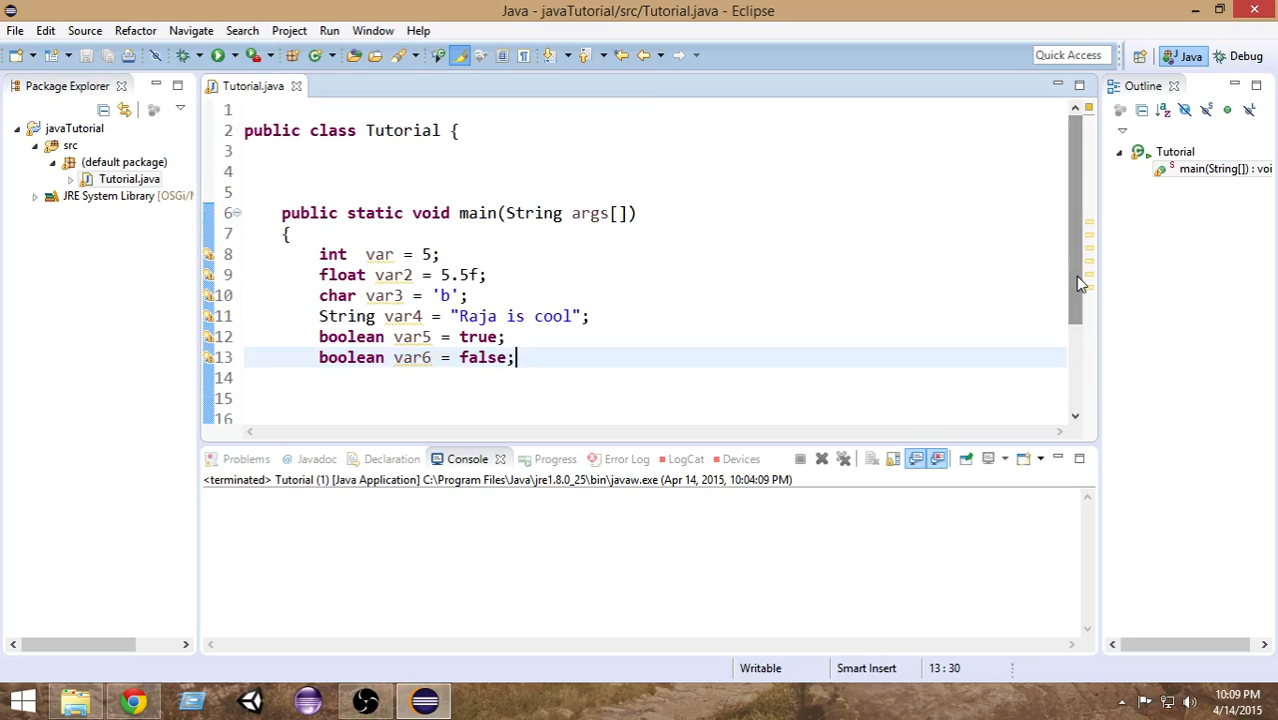 Java - javaTutorial/src/Tutorial.java - Eclipse
File Edit Source Refactor Navigate Search Project Run Window Help
Quick Access
Java
Debug
Package Explorer
Tutorial.java
Outline
javaTutorial
src
(default package)
Tutorial.java
JRE System Library [OSGi/M
1
2 public class Tutorial {
3
4
5
6 public static void main(String args[])
7 {
8 int var = 5;
9 float var2 = 5.5f;
10 char var3 = 'b';
11 String var4 = "Raja is cool";
12 boolean var5 = true;
13 boolean var6 = false;
14
15
16
Tutorial
main(String[]) : voi
Problems Javadoc Declaration Console Progress Error Log LogCat Devices
<terminated> Tutorial (1) [Java Application] C:\Program Files\Java\jre1.8.0_25\bin\javaw.exe (Apr 14, 2015, 10:04:09 PM)
Writable
Smart Insert
13 : 30
10:09 PM
4/14/2015